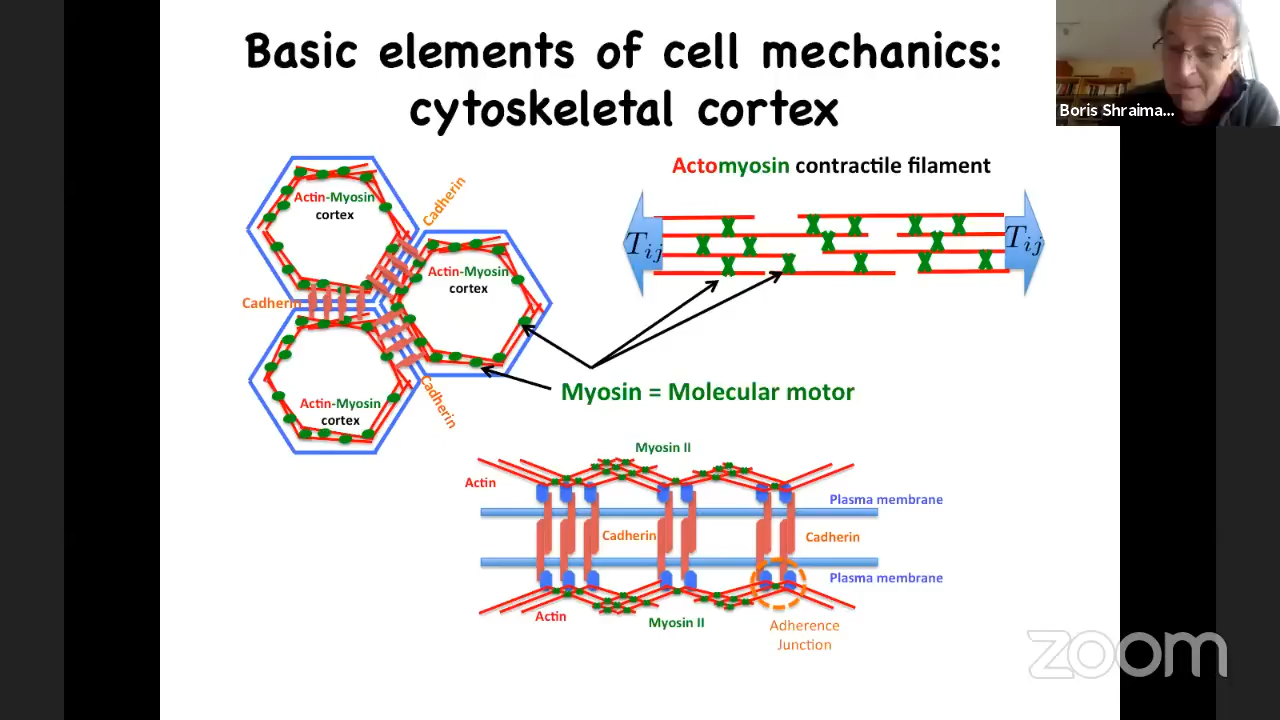 Basic elements of cell mechanics:
cytoskeletal cortex
Boris Shraima...
Actin-Myosin
cortex
Cadherin
Actin-Myosin
cortex
Cadherin
Actin-Myosin
cortex
Cadherin
Actomyosin contractile filament
Tij
Tij
Myosin = Molecular motor
Myosin II
Actin
Plasma membrane
Cadherin
Cadherin
Plasma membrane
Actin
Myosin II
Adherence
Junction
zoom